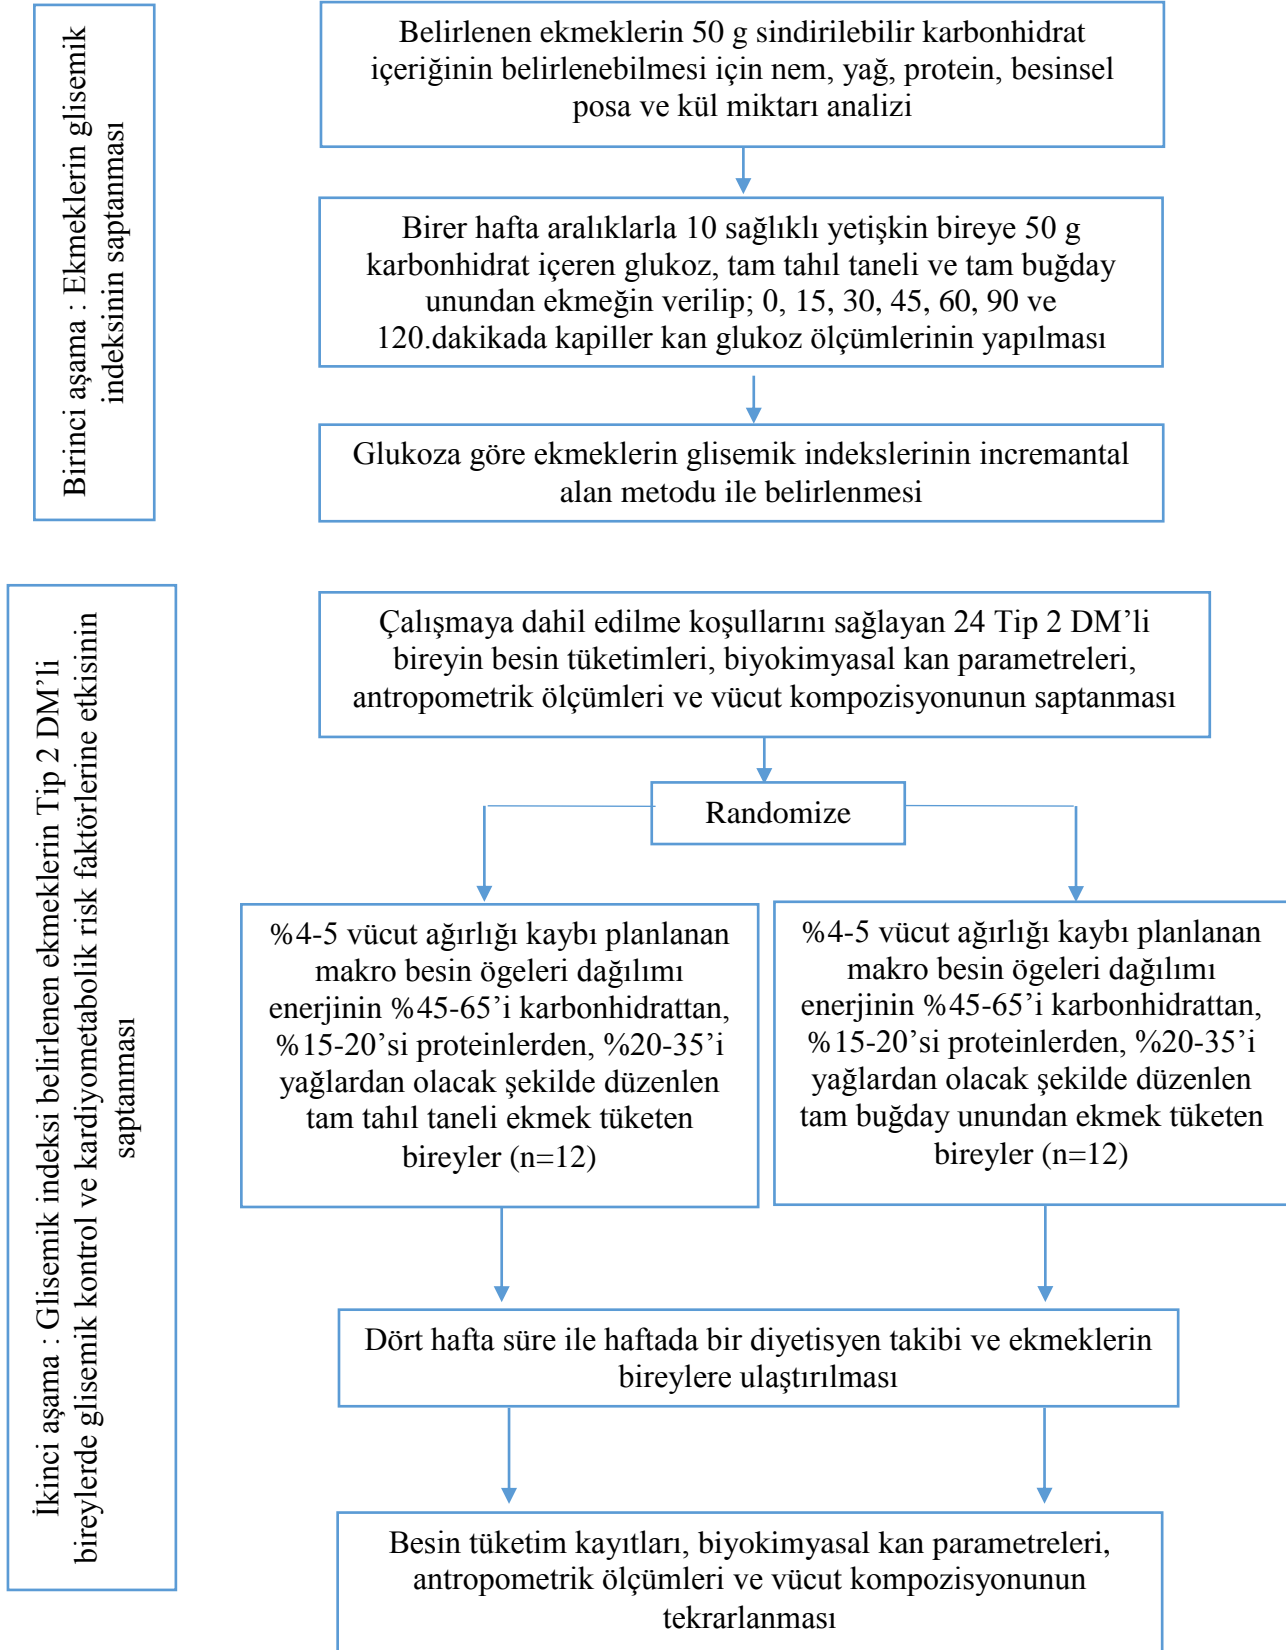 Birinci aşama : Ekmeklerin glisemik
indeksinin saptanması
Belirlenen ekmeklerin 50 g sindirilebilir karbonhidrat
içeriğinin belirlenebilmesi için nem, yağ, protein, besinsel
posa ve kül miktarı analizi
Birer hafta aralıklarla 10 sağlıklı yetişkin bireye 50 g
karbonhidrat içeren glukoz, tam tahıl taneli ve tam buğday
unundan ekmeğin verilip; 0, 15, 30, 45, 60, 90 ve
120.dakikada kapiller kan glukoz ölçümlerinin yapılması
Glukoza göre ekmeklerin glisemik indekslerinin incremantal
alan metodu ile belirlenmesi
İkinci aşama : Glisemik indeksi belirlenen ekmeklerin Tip 2 DM’li
bireylerde glisemik kontrol ve kardiyometabolik risk faktörlerine etkisinin
saptanması
Çalışmaya dahil edilme koşullarını sağlayan 24 Tip 2 DM’li
bireyin besin tüketimleri, biyokimyasal kan parametreleri,
antropometrik ölçümleri ve vücut kompozisyonunun saptanması
Randomize
%4-5 vücut ağırlığı kaybı planlanan
makro besin ögeleri dağılımı
enerjinin %45-65’i karbonhidrattan,
%15-20’si proteinlerden, %20-35’i
yağlardan olacak şekilde düzenlen
tam tahıl taneli ekmek tüketen
bireyler (n=12)
%4-5 vücut ağırlığı kaybı planlanan
makro besin ögeleri dağılımı
enerjinin %45-65’i karbonhidrattan,
%15-20’si proteinlerden, %20-35’i
yağlardan olacak şekilde düzenlen
tam buğday unundan ekmek tüketen
bireyler (n=12)
Dört hafta süre ile haftada bir diyetisyen takibi ve ekmeklerin
bireylere ulaştırılması
Besin tüketim kayıtları, biyokimyasal kan parametreleri,
antropometrik ölçümleri ve vücut kompozisyonunun
tekrarlanması